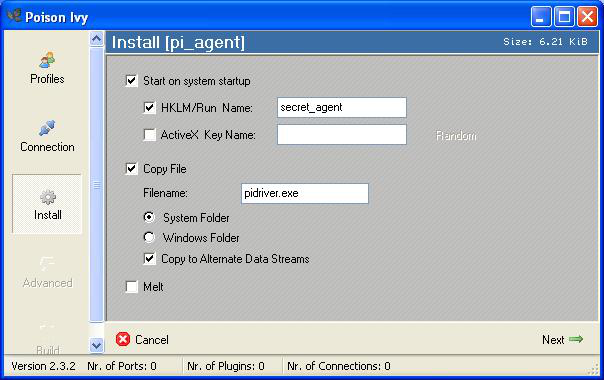 Poison Ivy
Install [pi_agent]
Size: 6.21 KiB
Profiles
Connection
Install
Advanced
Build
Start on system startup
HKLM/Run Name: secret_agent
ActiveX Key Name: Random
Copy File
Filename: pidriver.exe
System Folder
Windows Folder
Copy to Alternate Data Streams
Melt
Cancel
Next
Version 2.3.2 Nr. of Ports: 0 Nr. of Plugins: 0 Nr. of Connections: 0